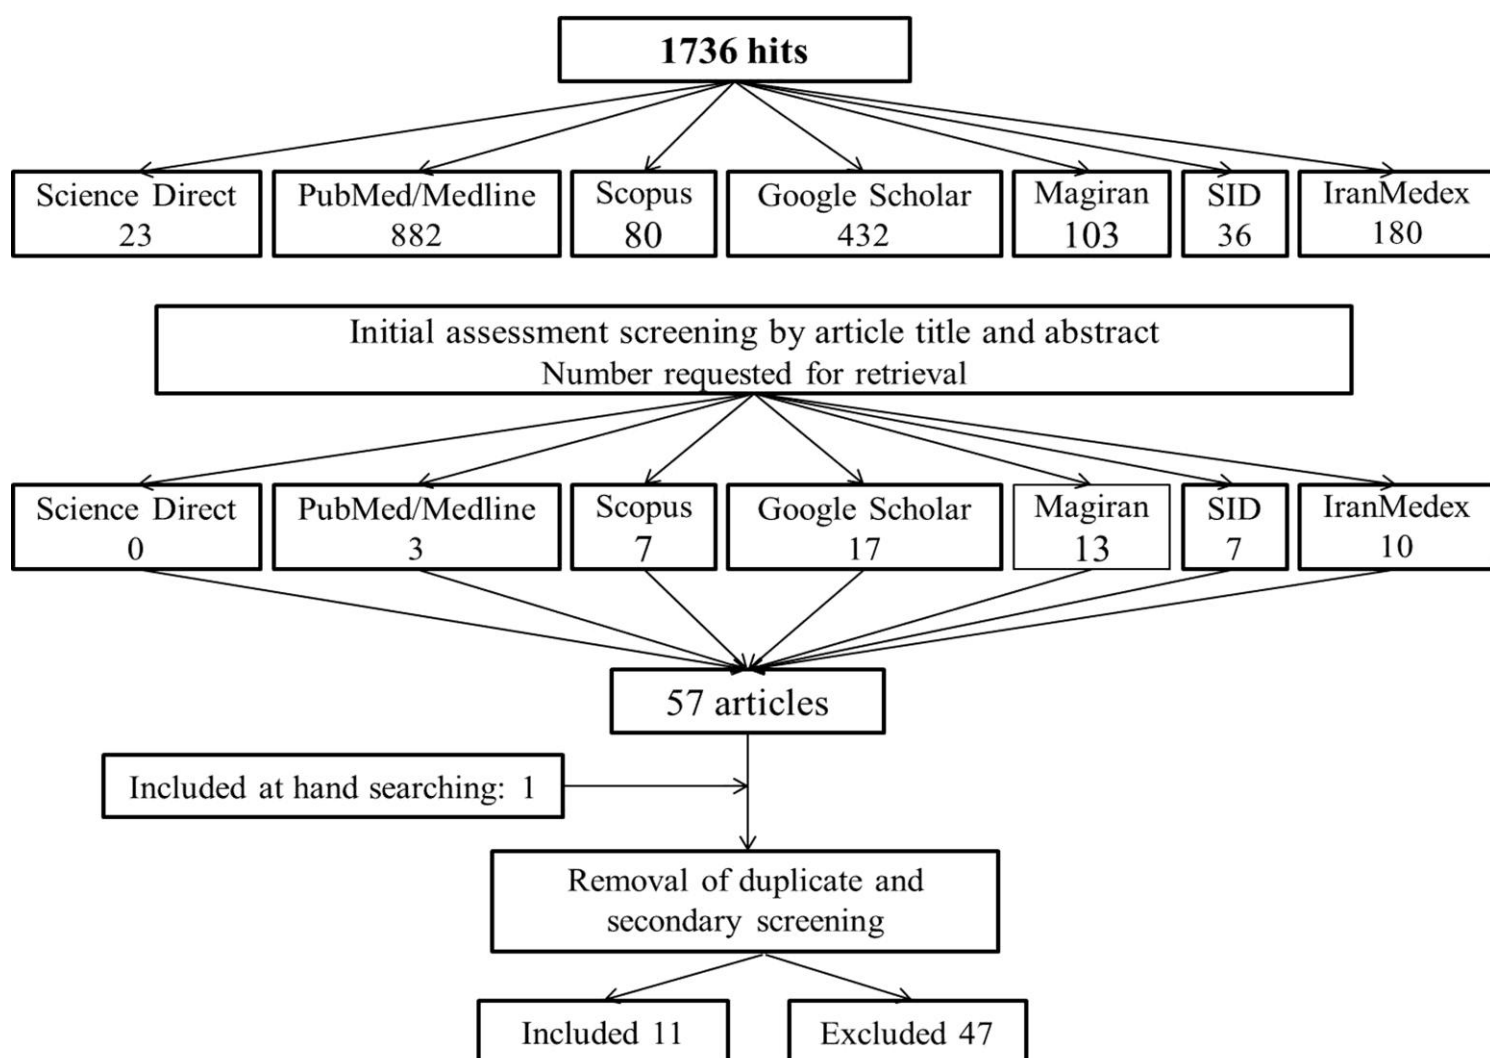 1736 hits
Science Direct
23
PubMed/Medline
882
Scopus
80
Google Scholar
432
Magiran
103
SID
36
IranMedex
180
Initial assessment screening by article title and abstract
Number requested for retrieval
Science Direct
0
PubMed/Medline
3
Scopus
7
Google Scholar
17
Magiran
13
SID
7
IranMedex
10
57 articles
Included at hand searching: 1
Removal of duplicate and
secondary screening
Included 11
Excluded 47